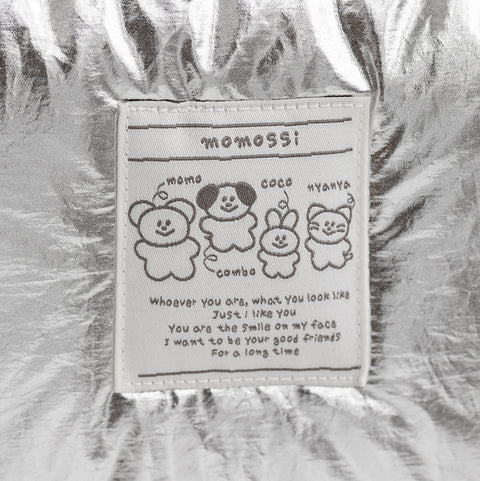 momossi
momo
coco
nyanya
combo
Whoever you are, what you look like
Just i like you
You are the smile on my face
I want to be your good friends
For a long time